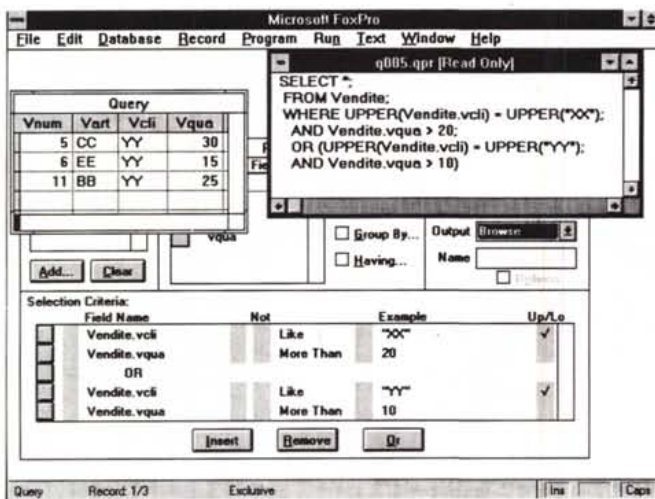 Microsoft FoxPro
File Edit Database Record Program Run Text Window Help
q005.qpr [Read Only]
SELECT *;
FROM Vendite;
WHERE UPPER(Vendite.vcli) = UPPER("XX");
AND Vendite.vqua > 20;
OR (UPPER(Vendite.vcli) = UPPER("YY");
AND Vendite.vqua > 10)
Query
Vnum Vart Vcli Vqua
5 CC YY 30
6 EE YY 15
11 BB YY 25
vqua
Group By...
Having...
Output Browse
Name
Add... Clear
Selection Criteria:
Field Name Not Example Up/Lo
Vendite.vcli Like "XX" ✓
Vendite.vqua More Than 20
OR
Vendite.vcli Like "YY" ✓
Vendite.vqua More Than 10
Insert Remove Or
Query Record: 1/3 Exclusive Ins Caps